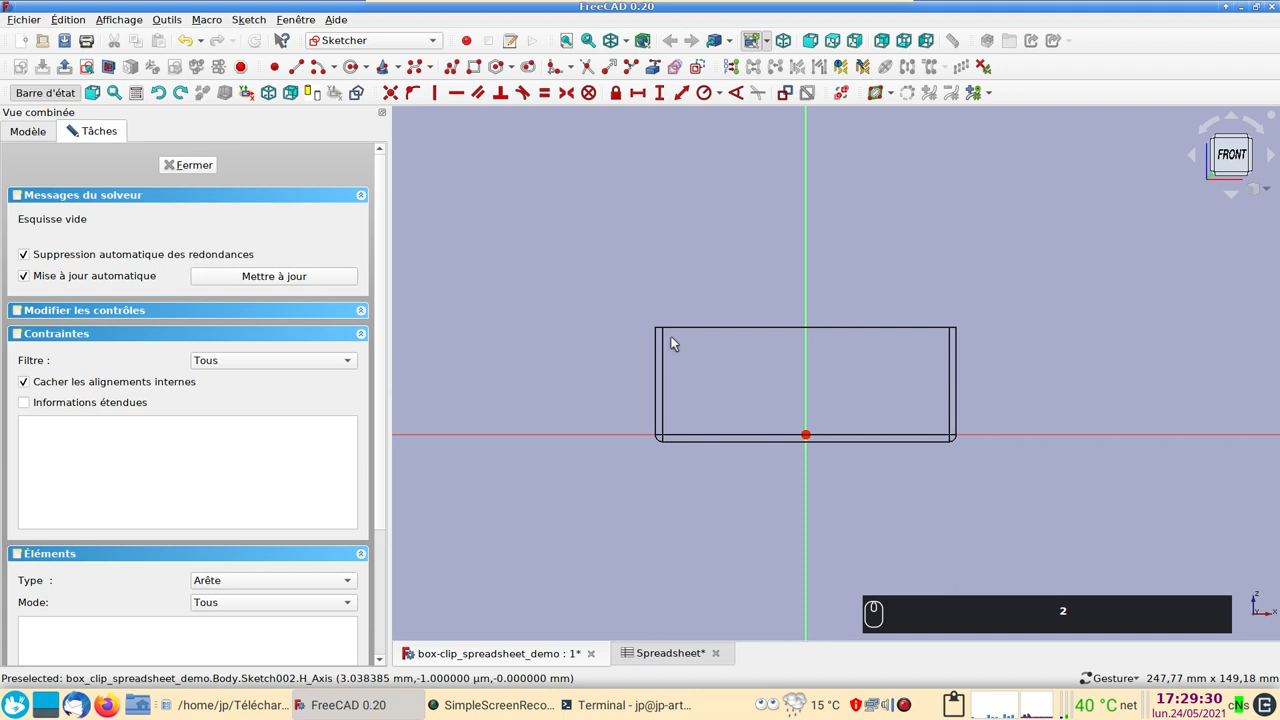 FreeCAD 0.20
Fichier Édition Affichage Outils Macro Sketch Fenêtre Aide
Sketcher
Barre d'état
Vue combinée
Modèle Tâches
Fermer
Messages du solveur
Esquisse vide
Suppression automatique des redondances
Mise à jour automatique Mettre à jour
Modifier les contrôles
Contraintes
Filtre : Tous
Cacher les alignements internes
Informations étendues
Éléments
Type : Arête
Mode: Tous
FRONT
2
z
x
box-clip_spreadsheet_demo : 1* Spreadsheet*
Preselected: box_clip_spreadsheet_demo.Body.Sketch002.H_Axis (3.038385 mm,-1.000000 µm,-0.000000 mm) Gesture 247,77 mm x 149,18 mm
/home/jp/Téléchar... FreeCAD 0.20 SimpleScreenReco... Terminal - jp@jp-art... 15 °C 40 °C net 17:29:30
lun.24/05/2021